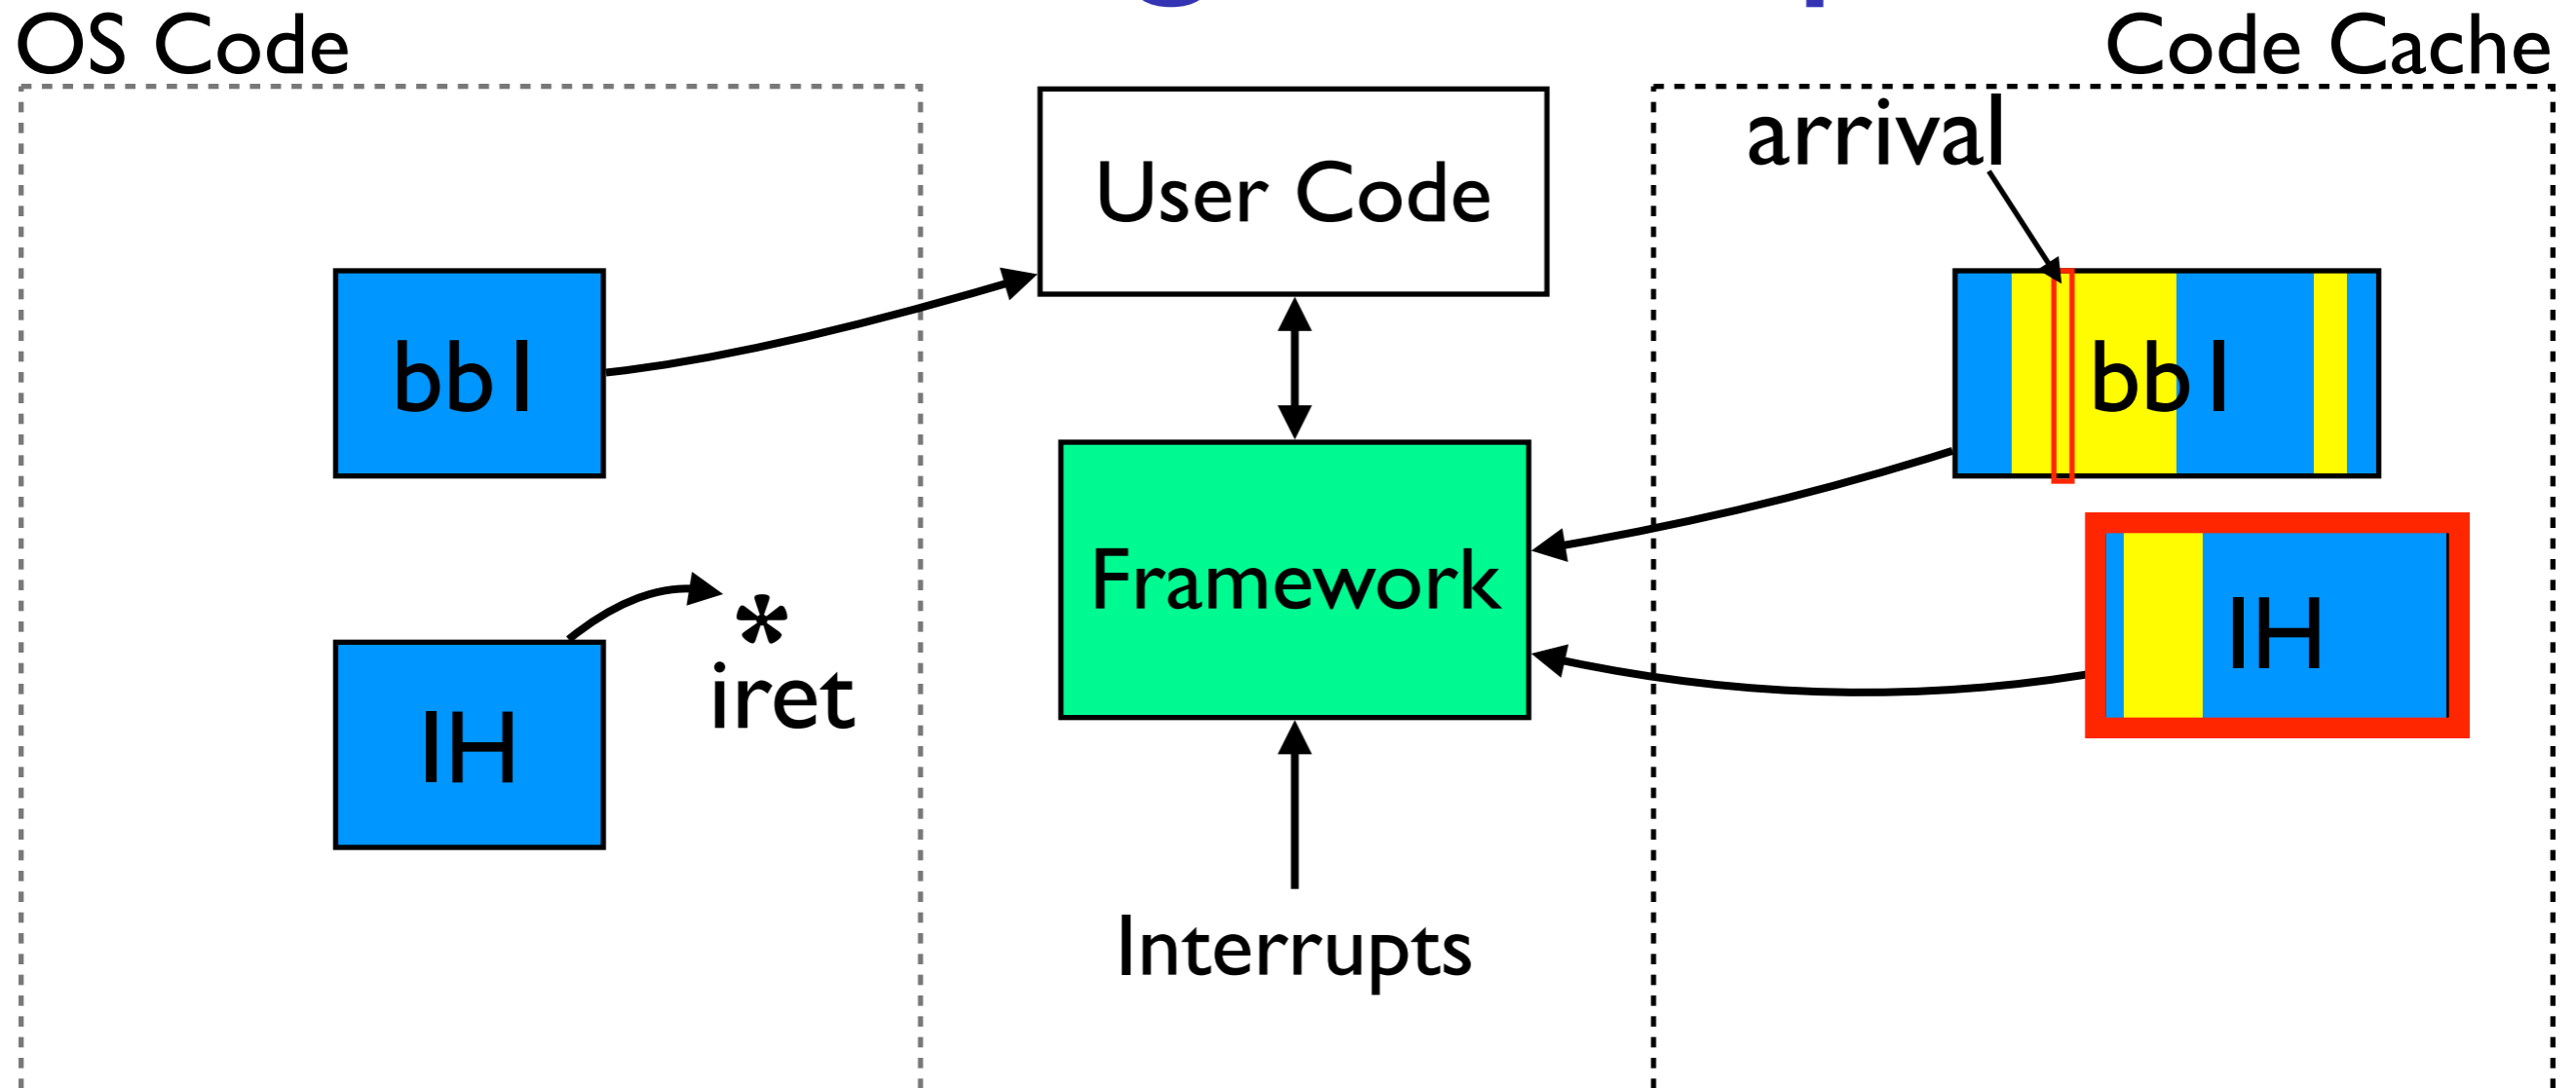 OS Code
Code Cache
User Code
arrival
bb1
bb1
Framework
*
iret
IH
IH
Interrupts